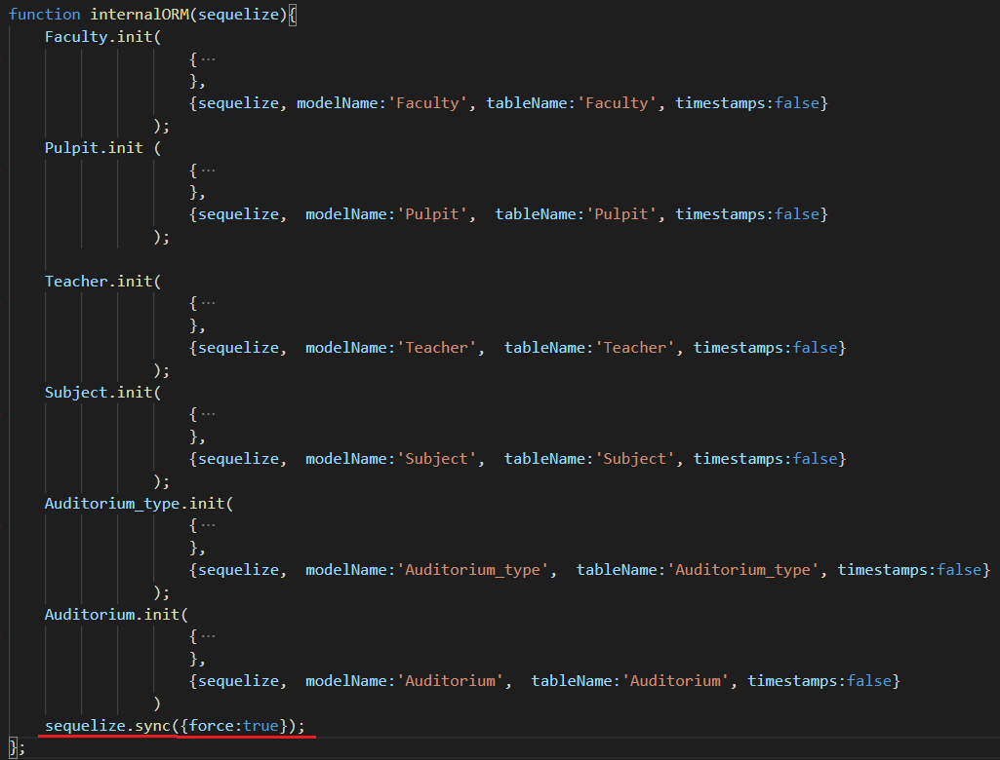 function internalORM(sequelize){
Faculty.init(
{ ···
},
{sequelize, modelName:'Faculty', tableName:'Faculty', timestamps:false}
);
Pulpit.init (
{ ···
},
{sequelize,  modelName:'Pulpit',  tableName:'Pulpit', timestamps:false}
);
Teacher.init(
{ ···
},
{sequelize,  modelName:'Teacher',  tableName:'Teacher', timestamps:false}
);
Subject.init(
{ ···
},
{sequelize,  modelName:'Subject',  tableName:'Subject', timestamps:false}
);
Auditorium_type.init(
{ ···
},
{sequelize,  modelName:'Auditorium_type',  tableName:'Auditorium_type', timestamps:false}
);
Auditorium.init(
{ ···
},
{sequelize,  modelName:'Auditorium',  tableName:'Auditorium', timestamps:false}
)
sequelize.sync({force:true});
};